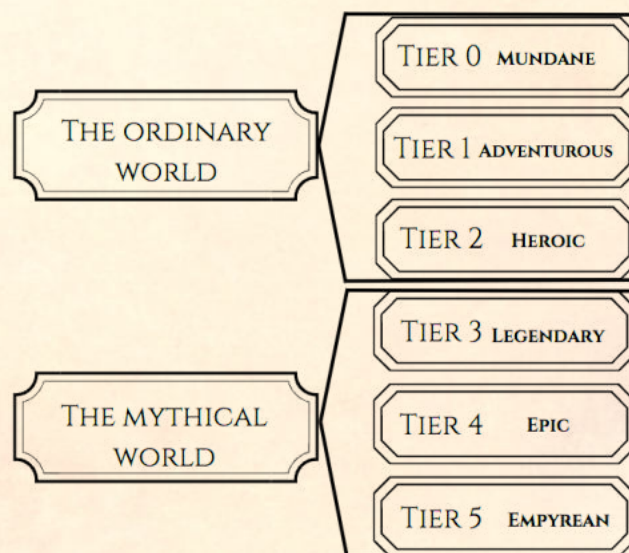 The ordinary
world
Tier 0 Mundane
Tier 1 Adventurous
Tier 2 Heroic
The mythical
world
Tier 3 Legendary
Tier 4 Epic
Tier 5 Empyrean